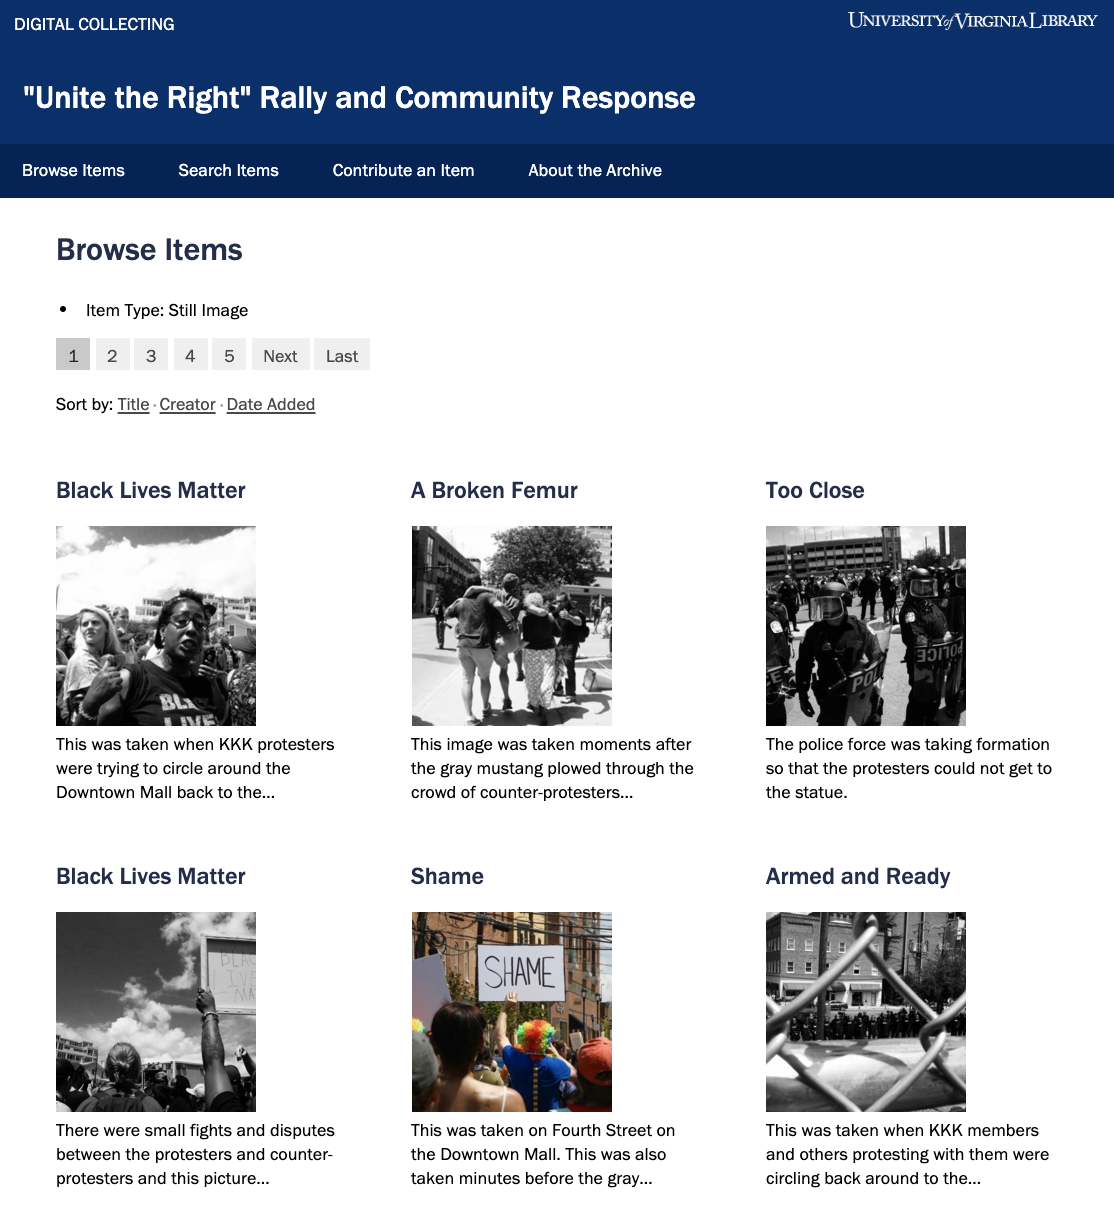 DIGITAL COLLECTING
UNIVERSITY of VIRGINIA LIBRARY
"Unite the Right" Rally and Community Response
Browse Items
Search Items
Contribute an Item
About the Archive
Browse Items
• Item Type: Still Image
1 2 3 4 5 Next Last
Sort by: Title · Creator · Date Added
Black Lives Matter
This was taken when KKK protesters
were trying to circle around the
Downtown Mall back to the...
A Broken Femur
This image was taken moments after
the gray mustang plowed through the
crowd of counter-protesters...
Too Close
POLICE
The police force was taking formation
so that the protesters could not get to
the statue.
Black Lives Matter
There were small fights and disputes
between the protesters and counter-
protesters and this picture...
Shame
SHAME
This was taken on Fourth Street on
the Downtown Mall. This was also
taken minutes before the gray...
Armed and Ready
This was taken when KKK members
and others protesting with them were
circling back around to the...